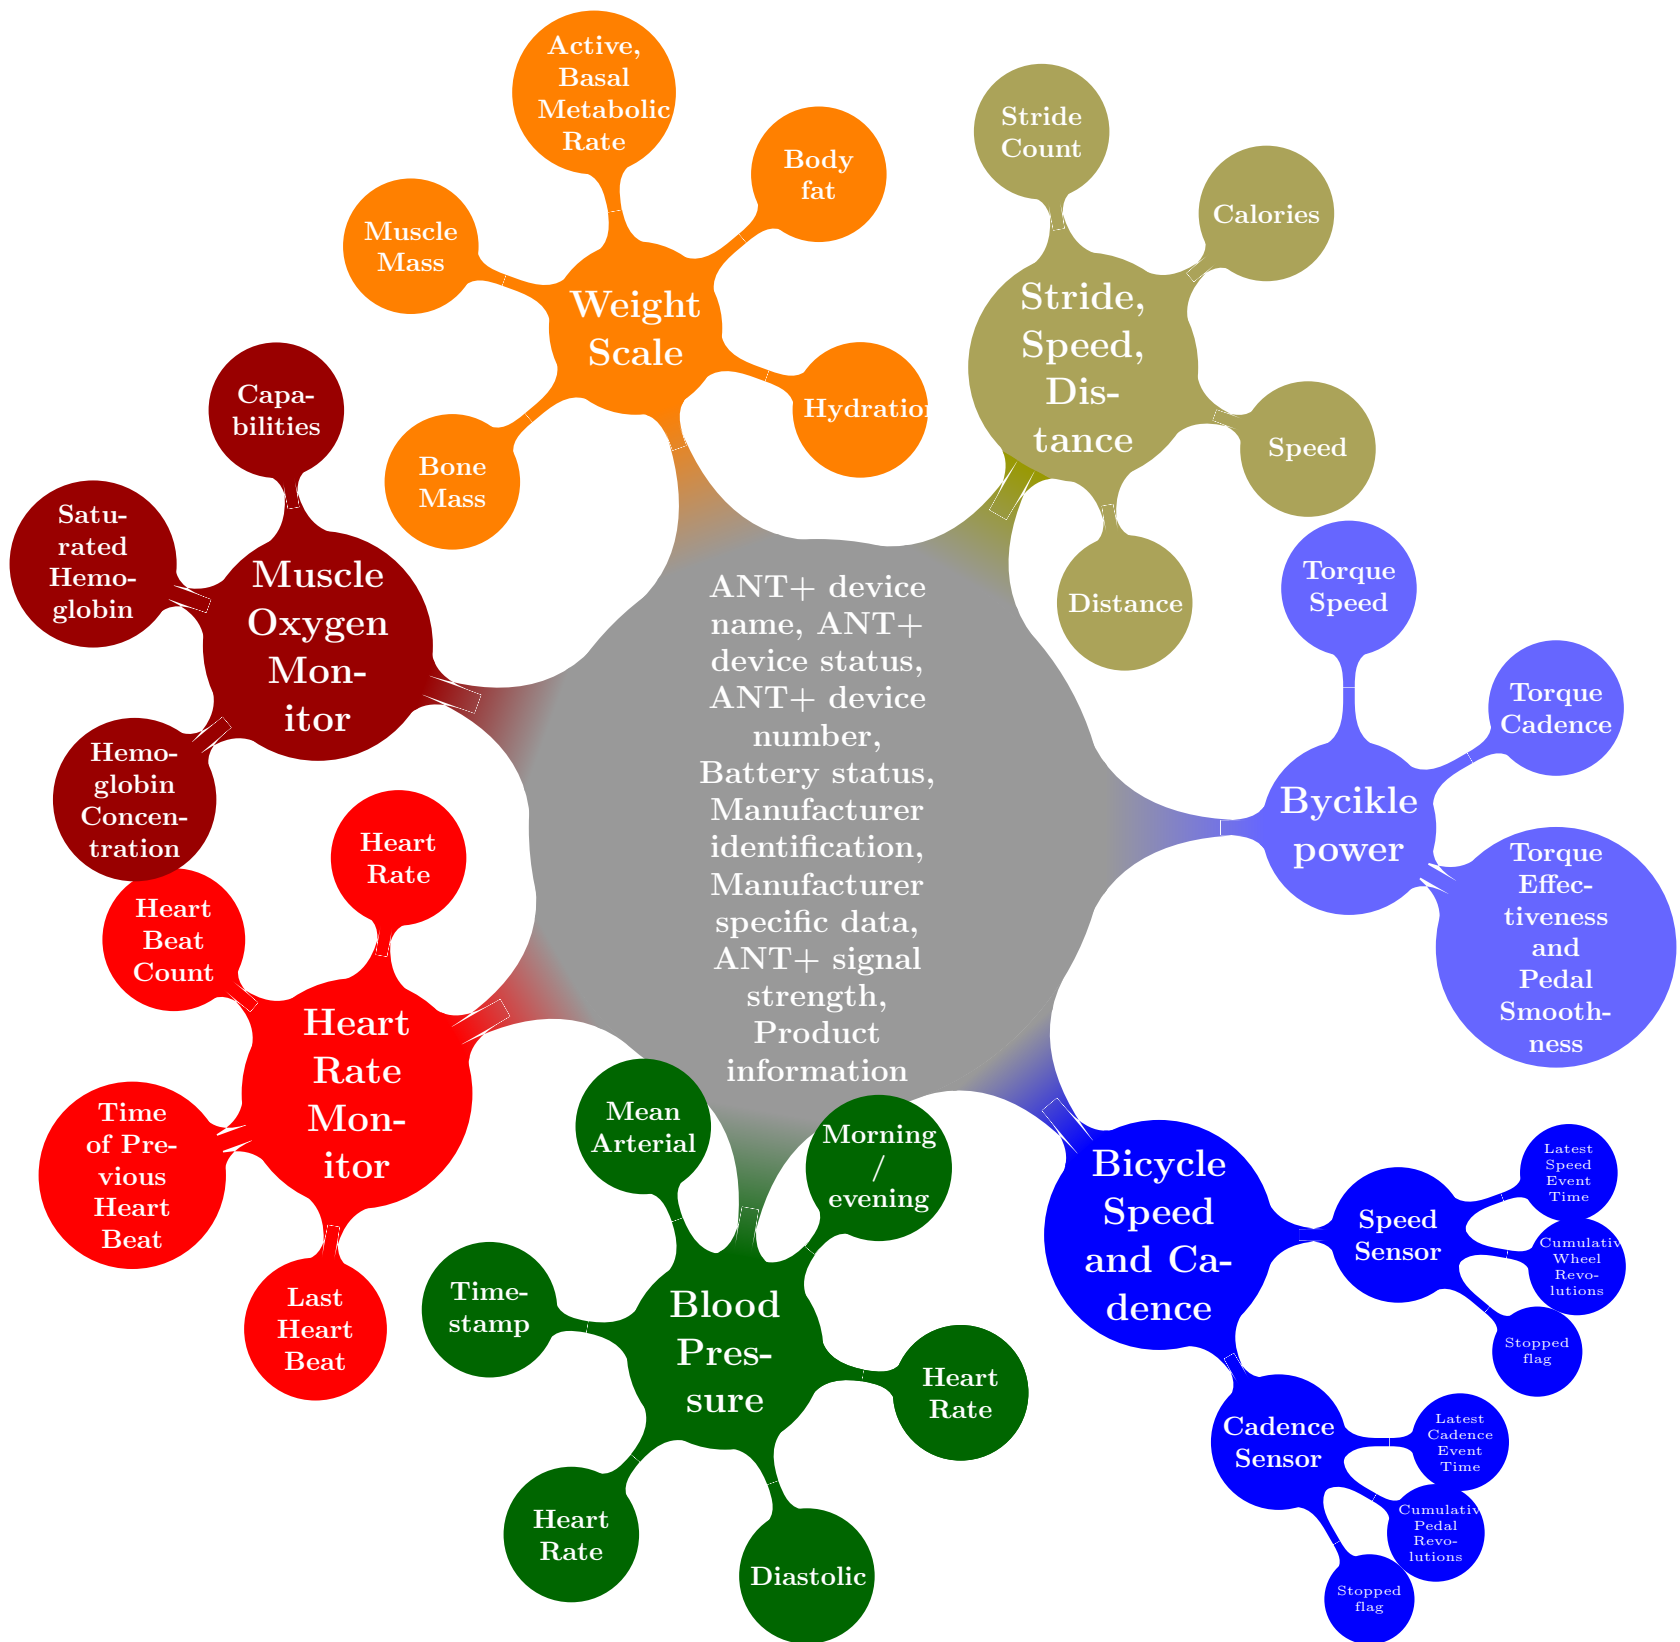 Active,
Basal
Metabolic
Rate
Body
fat
Muscle
Mass
Weight
Scale
Hydration
Bone
Mass
Stride
Count
Calories
Stride,
Speed,
Dis-
tance
Speed
Distance
Capa-
bilities
Satu-
rated
Hemo-
globin
Muscle
Oxygen
Mon-
itor
Hemo-
globin
Concen-
tration
ANT+ device
name, ANT+
device status,
ANT+ device
number,
Battery status,
Manufacturer
identification,
Manufacturer
specific data,
ANT+ signal
strength,
Product
information
Torque
Speed
Torque
Cadence
Bycikle
power
Torque
Effec-
tiveness
and
Pedal
Smooth-
ness
Heart
Rate
Heart
Beat
Count
Heart
Rate
Mon-
itor
Time
of Pre-
vious
Heart
Beat
Last
Heart
Beat
Mean
Arterial
Morning
/
evening
Time-
stamp
Blood
Pres-
sure
Heart
Rate
Heart
Rate
Diastolic
Bicycle
Speed
and Ca-
dence
Speed
Sensor
Latest
Speed
Event
Time
Cumulativ
Wheel
Revo-
lutions
Stopped
flag
Cadence
Sensor
Latest
Cadence
Event
Time
Cumulativ
Pedal
Revo-
lutions
Stopped
flag